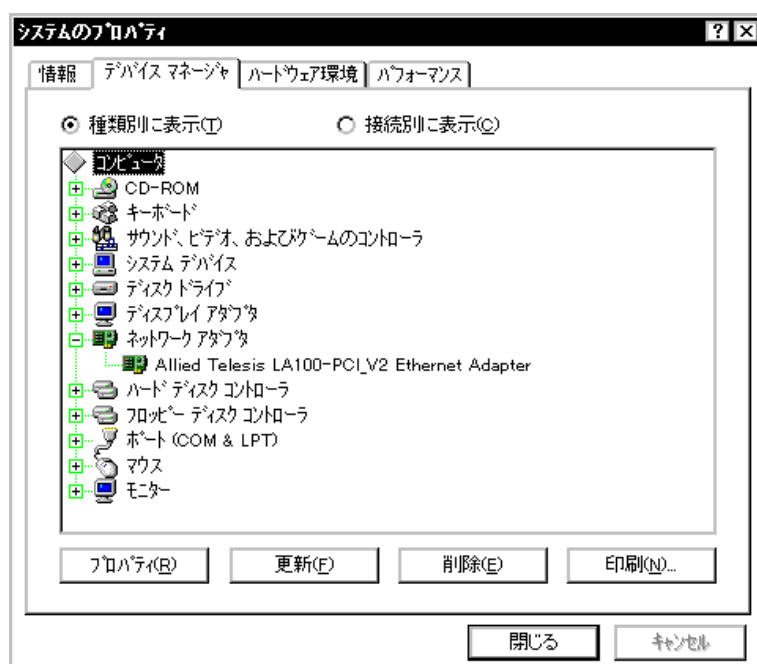 システムのプロパティ
情報 デバイス マネージャ ハードウェア環境 パフォーマンス
種類別に表示(T) 接続別に表示(C)
コンピュータ
CD-ROM
キーボード
サウンド、ビデオ、およびゲームのコントローラ
システム デバイス
ディスク ドライブ
ディスプレイ アダプタ
ネットワーク アダプタ
Allied Telesis LA100-PCI_V2 Ethernet Adapter
ハード ディスク コントローラ
フロッピー ディスク コントローラ
ポート (COM & LPT)
マウス
モニター
プロパティ(R) 更新(F) 削除(E) 印刷(N)...
閉じる キャンセル